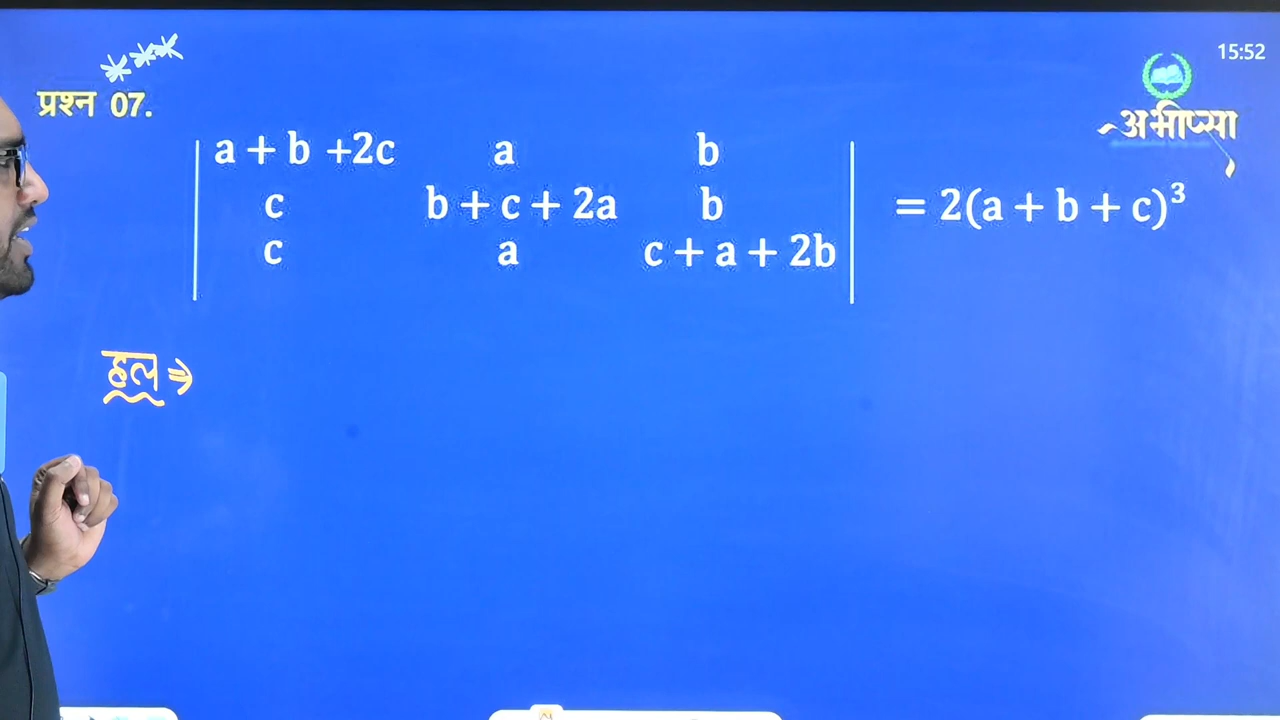 15:52
प्रश्न 07.
अभीप्सा
a + b +2c a b
c b + c + 2a b = 2(a + b + c)³
c a c + a + 2b
हल ⇒